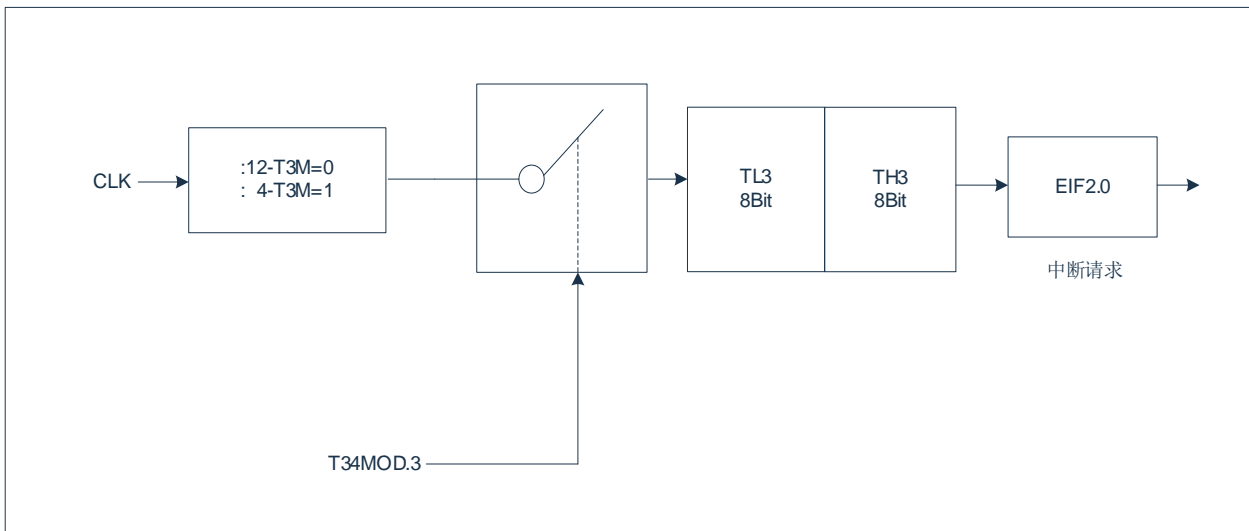 CLK
:12-T3M=0
: 4-T3M=1
TL3
8Bit
TH3
8Bit
EIF2.0
中断请求
T34MOD.3